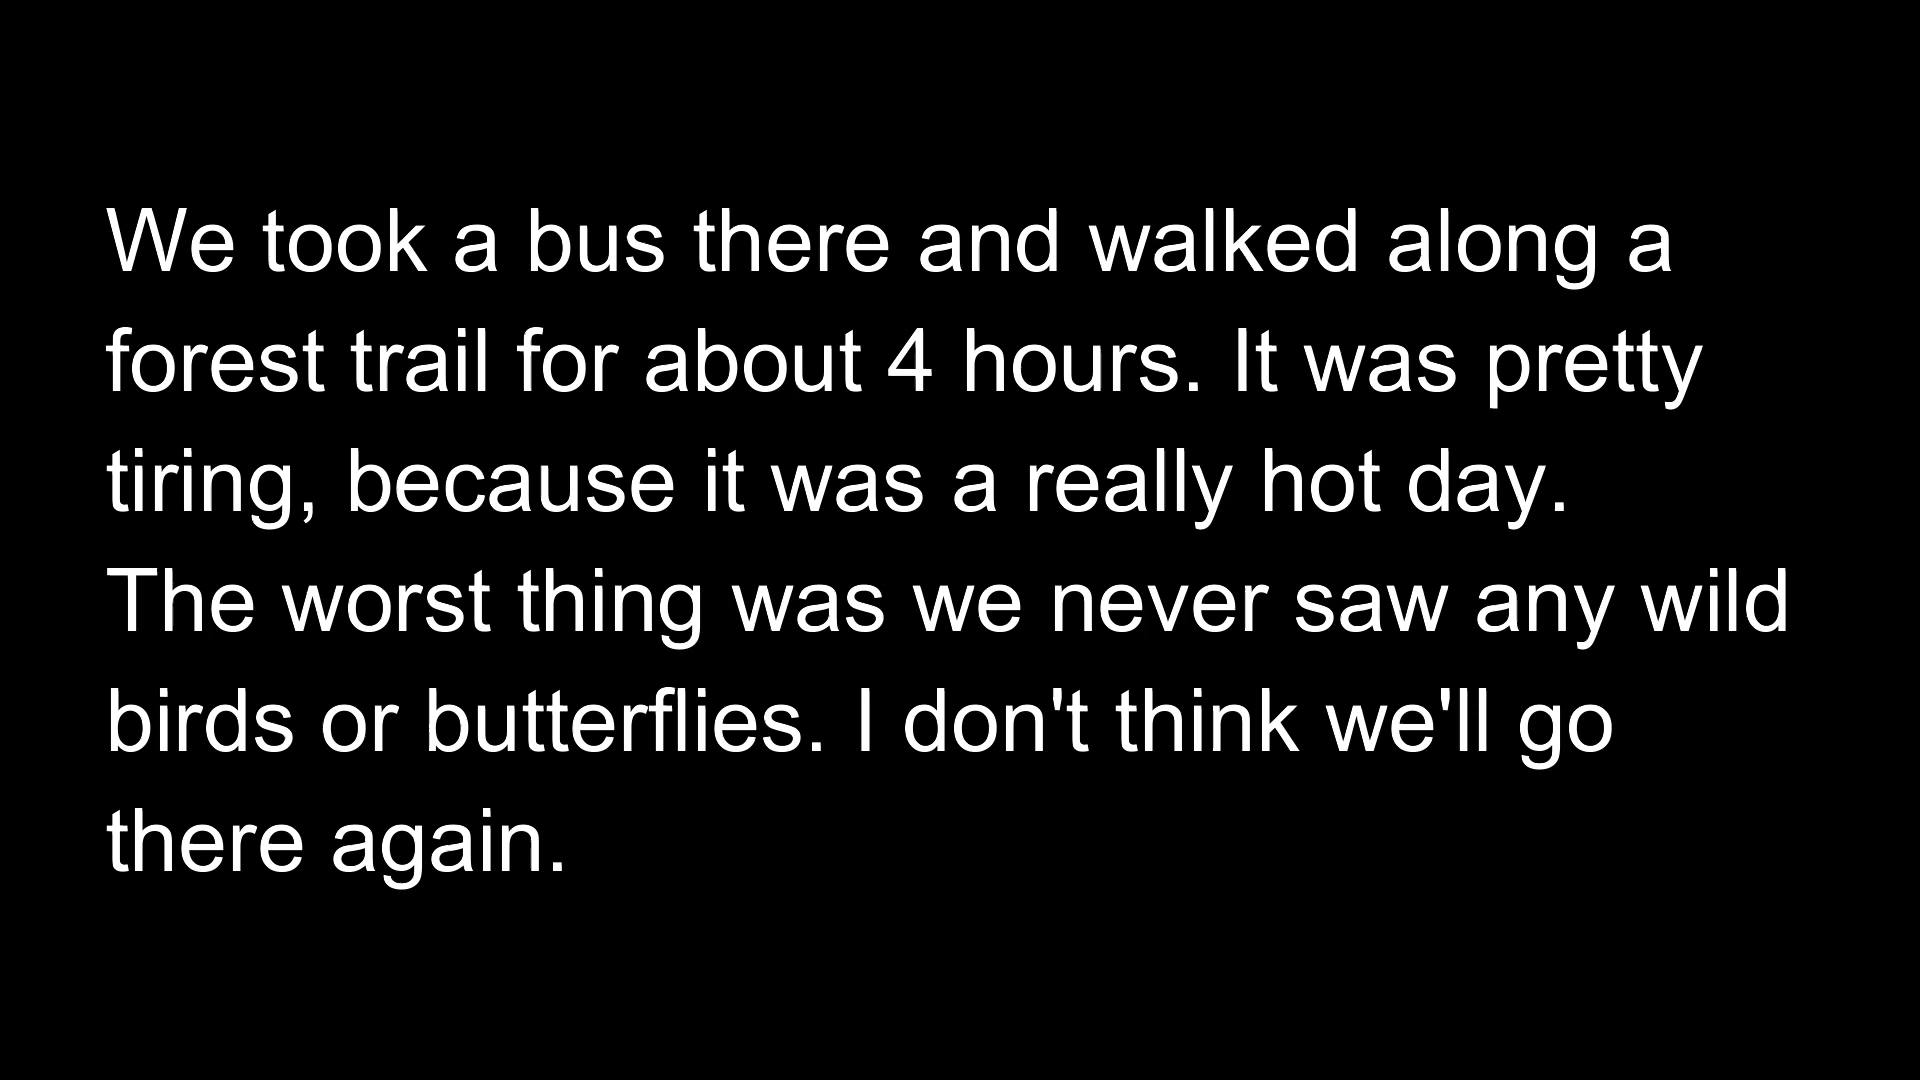 We took a bus there and walked along a
forest trail for about 4 hours. It was pretty
tiring, because it was a really hot day.
The worst thing was we never saw any wild
birds or butterflies. I don't think we'll go
there again.